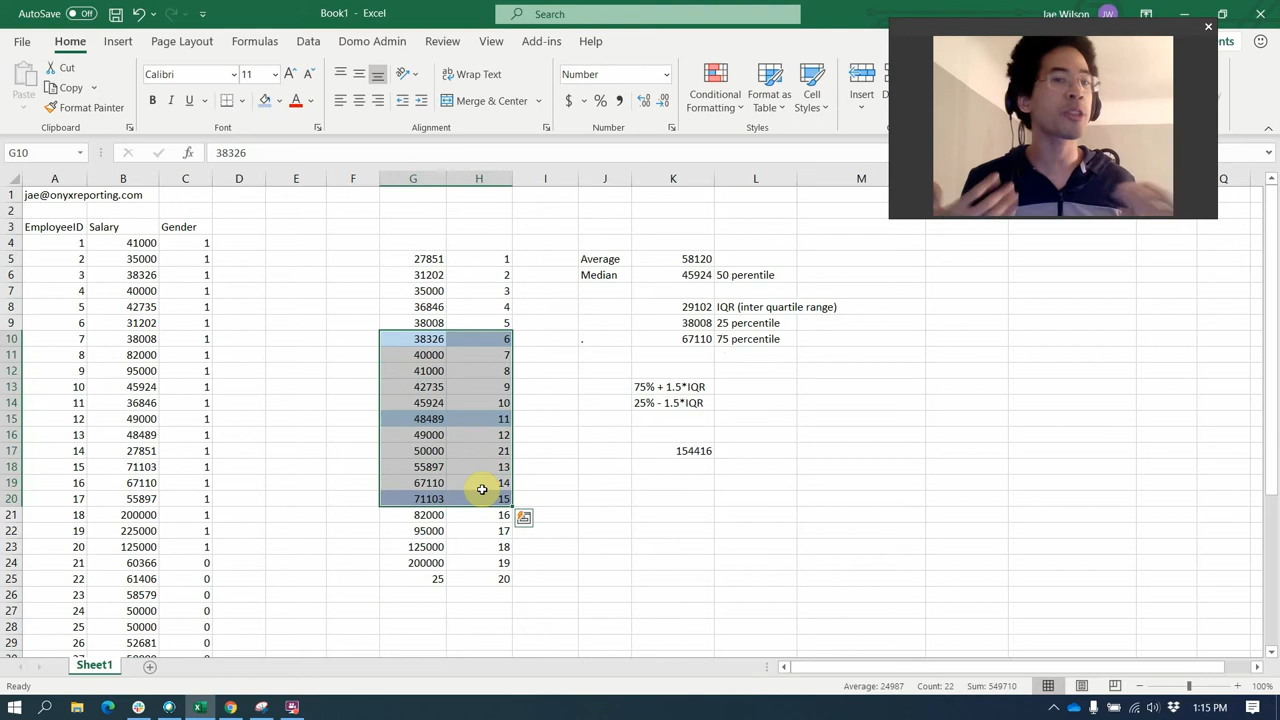 AutoSave Off Book1 - Excel Search Jae Wilson JW
File Home Insert Page Layout Formulas Data Domo Admin Review View Add-ins Help
Paste Cut Copy Format Painter Clipboard
Calibri 11 B I U A Font
Wrap Text Merge & Center Alignment
Number $ % Number
Conditional Formatting Format as Table Cell Styles Styles
Insert
G10 fx 38326
A B C D E F G H I J K L M Q
1 jae@onyxreporting.com
2
3 EmployeeID Salary Gender
4 1 41000 1
5 2 35000 1 27851 1 Average 58120
6 3 38326 1 31202 2 Median 45924 50 perentile
7 4 40000 1 35000 3
8 5 42735 1 36846 4 29102 IQR (inter quartile range)
9 6 31202 1 38008 5 38008 25 percentile
10 7 38008 1 38326 6 . 67110 75 percentile
11 8 82000 1 40000 7
12 9 95000 1 41000 8
13 10 45924 1 42735 9 75% + 1.5*IQR
14 11 36846 1 45924 10 25% - 1.5*IQR
15 12 49000 1 48489 11
16 13 48489 1 49000 12
17 14 27851 1 50000 21 154416
18 15 71103 1 55897 13
19 16 67110 1 67110 14
20 17 55897 1 71103 15
21 18 200000 1 82000 16
22 19 225000 1 95000 17
23 20 125000 1 125000 18
24 21 60366 0 200000 19
25 22 61406 0 25 20
26 23 58579 0
27 24 50000 0
28 25 50000 0
29 26 52681 0
Sheet1
Ready Average: 24987 Count: 22 Sum: 549710 100%
1:15 PM